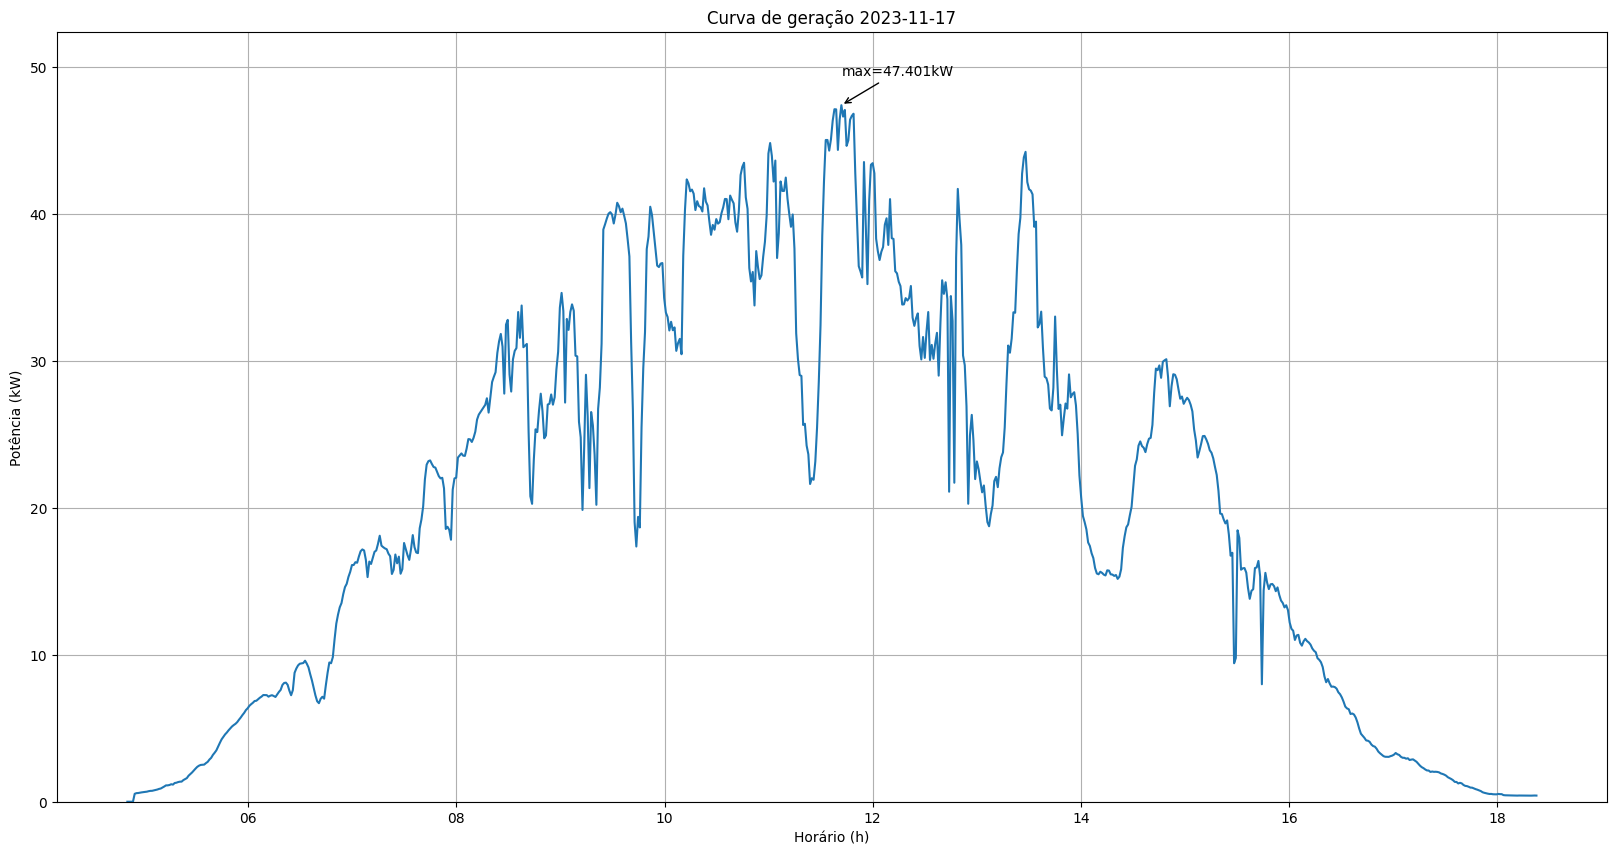 Curva de geração 2023-11-17
max=47.401kW
Potência (kW)
50
40
30
20
10
0
06 08 10 12 14 16 18
Horário (h)